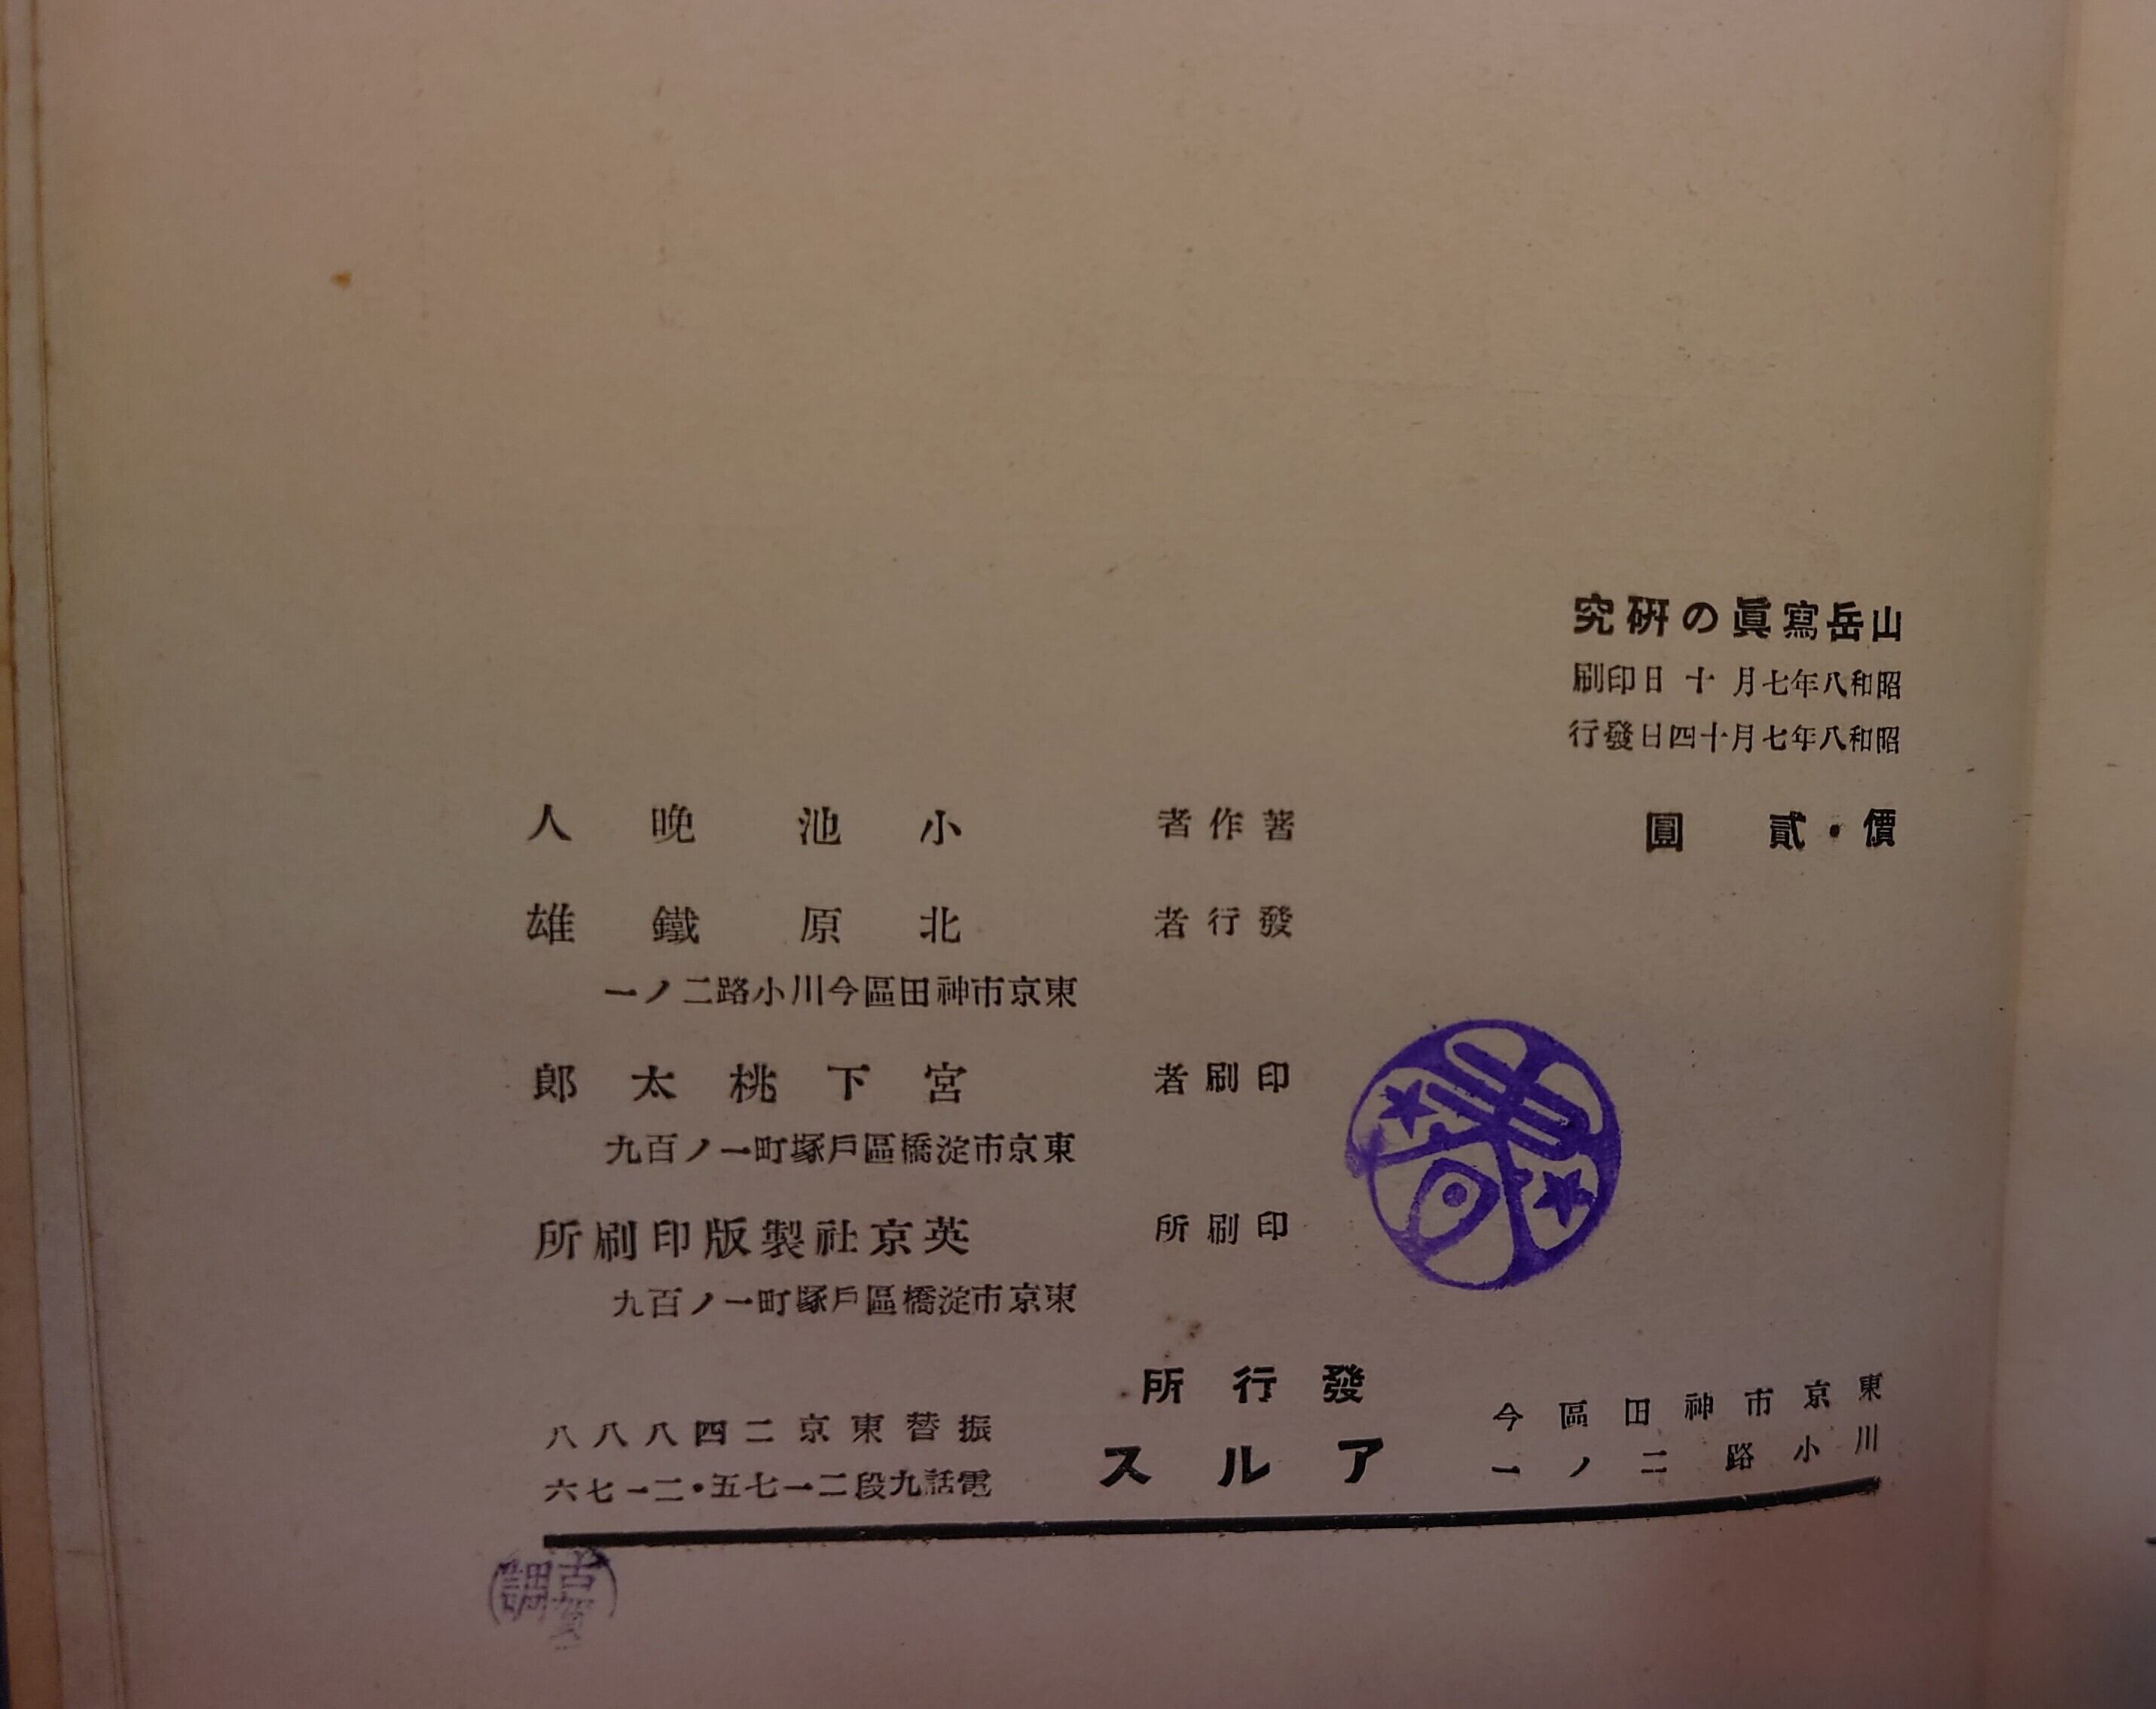 山岳寫眞の研究
昭和八年七月十日印刷
昭和八年七月十四日發行
價・貳圓
著作者 小池晩人
發行者 北原鐵雄
東京市神田區今川小路二ノ一
印刷者 宮下桃太郎
東京市淀橋區戶塚町一ノ百九
印刷所 英京社製版印刷所
東京市淀橋區戶塚町一ノ百九
發行所
東京市神田區今
川小路二ノ一
アルス
振替東京二四八八八
電話九段二一七五・二一七六
古賀
調